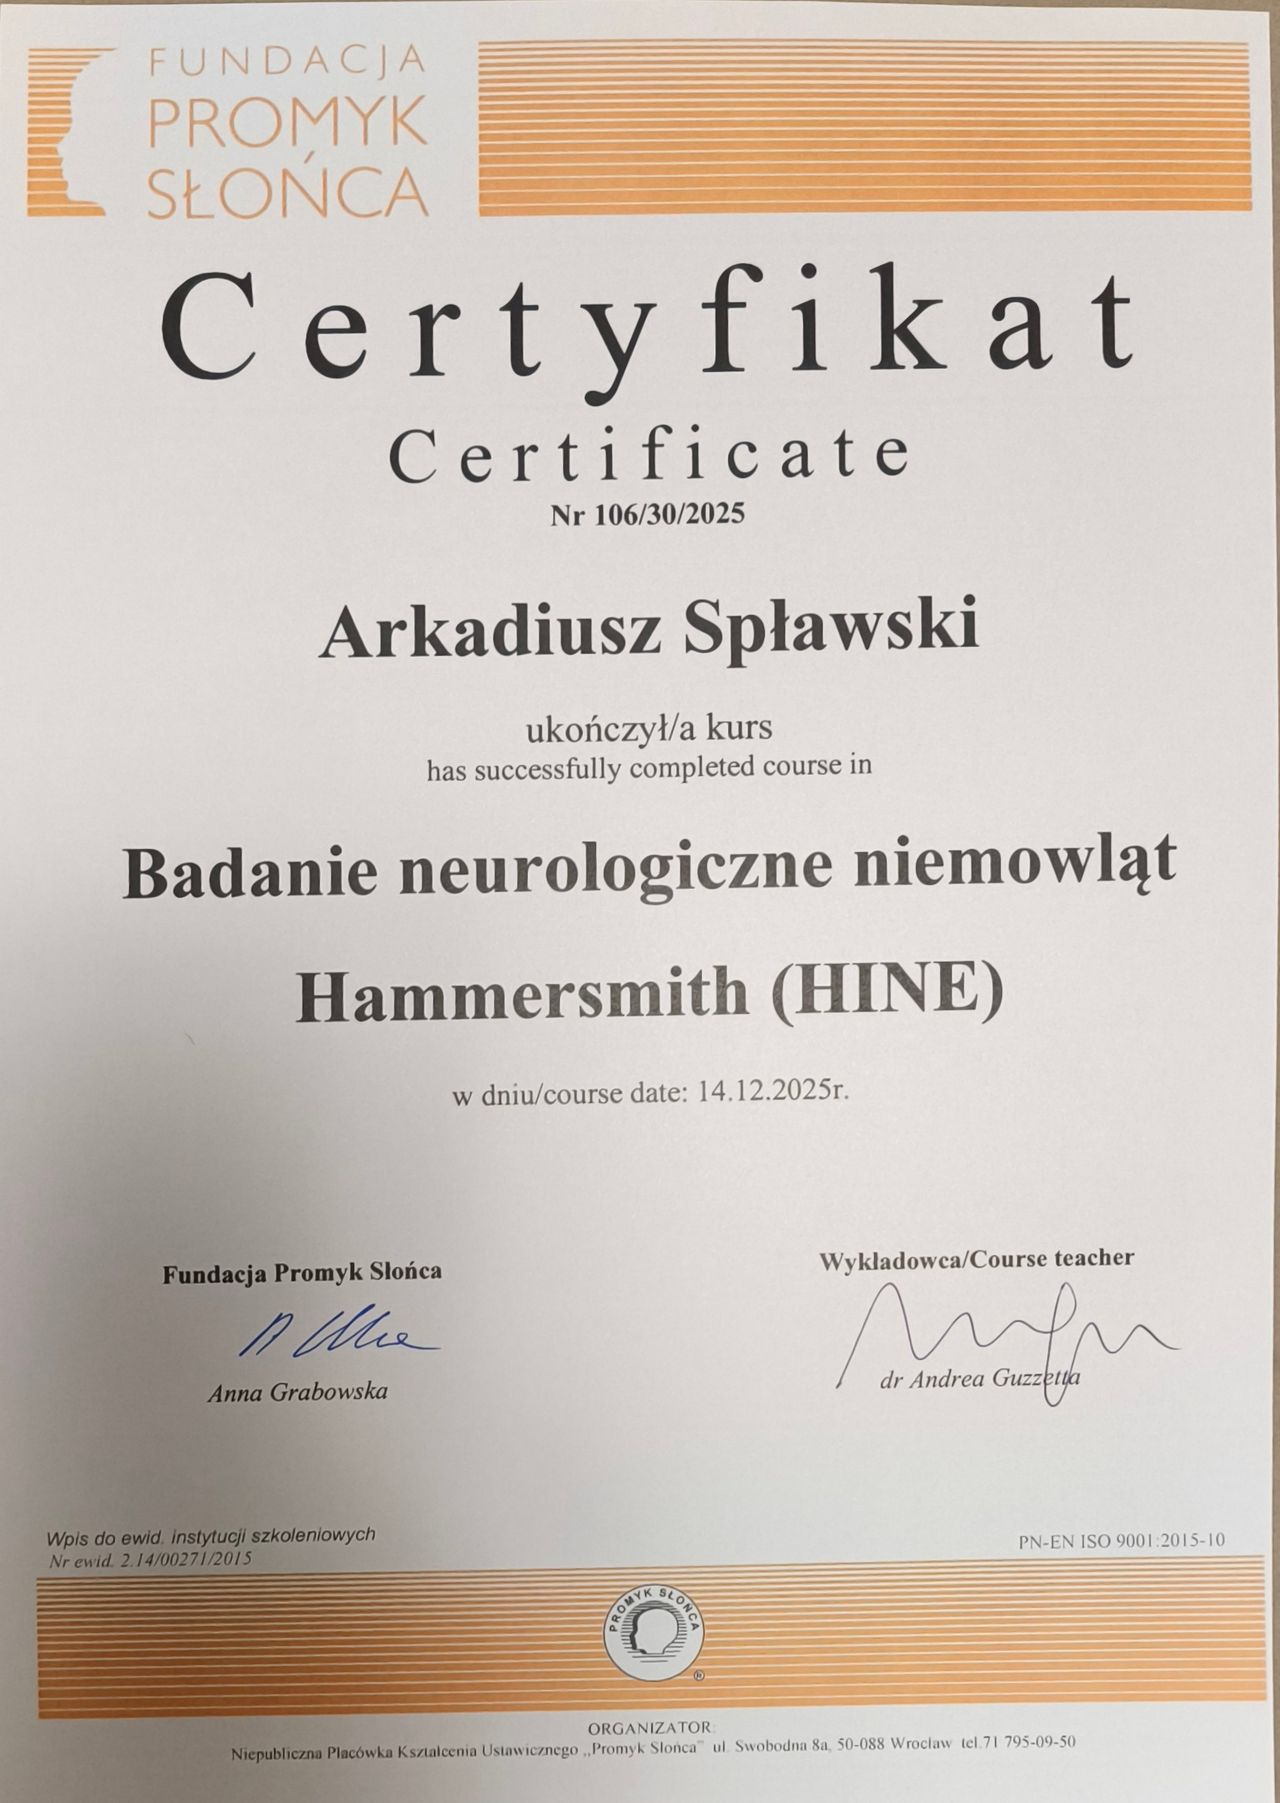 FUNDACJA
PROMYK
SŁOŃCA
Certyfikat
Certificate
Nr 106/30/2025
Arkadiusz Spławski
ukończył/a kurs
has successfully completed course in
Badanie neurologiczne niemowląt
Hammersmith (HINE)
w dniu/course date: 14.12.2025r.
Fundacja Promyk Słońca
Anna Grabowska
Wykładowca/Course teacher
dr Andrea Guzzetta
Wpis do ewid. instytucji szkoleniowych
Nr ewid. 2.14/00271/2015
PN-EN ISO 9001:2015-10
PROMYK SŁOŃCA
®
ORGANIZATOR:
Niepubliczna Placówka Kształcenia Ustawicznego „Promyk Słońca” ul. Swobodna 8a, 50-088 Wrocław tel.71 795-09-50